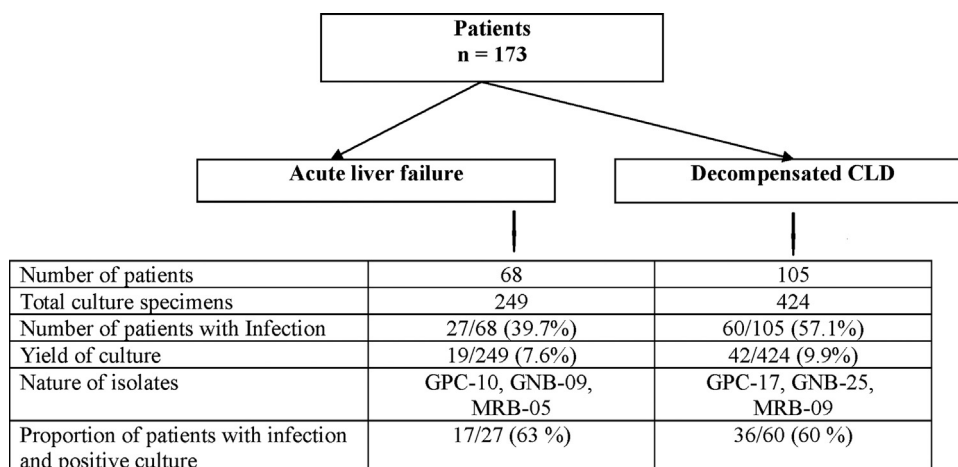 Patients
n = 173
Acute liver failure
Decompensated CLD
Number of patients 68 105
Total culture specimens 249 424
Number of patients with Infection 27/68 (39.7%) 60/105 (57.1%)
Yield of culture 19/249 (7.6%) 42/424 (9.9%)
Nature of isolates GPC-10, GNB-09, GPC-17, GNB-25,
MRB-05 MRB-09
Proportion of patients with infection 17/27 (63 %) 36/60 (60 %)
and positive culture